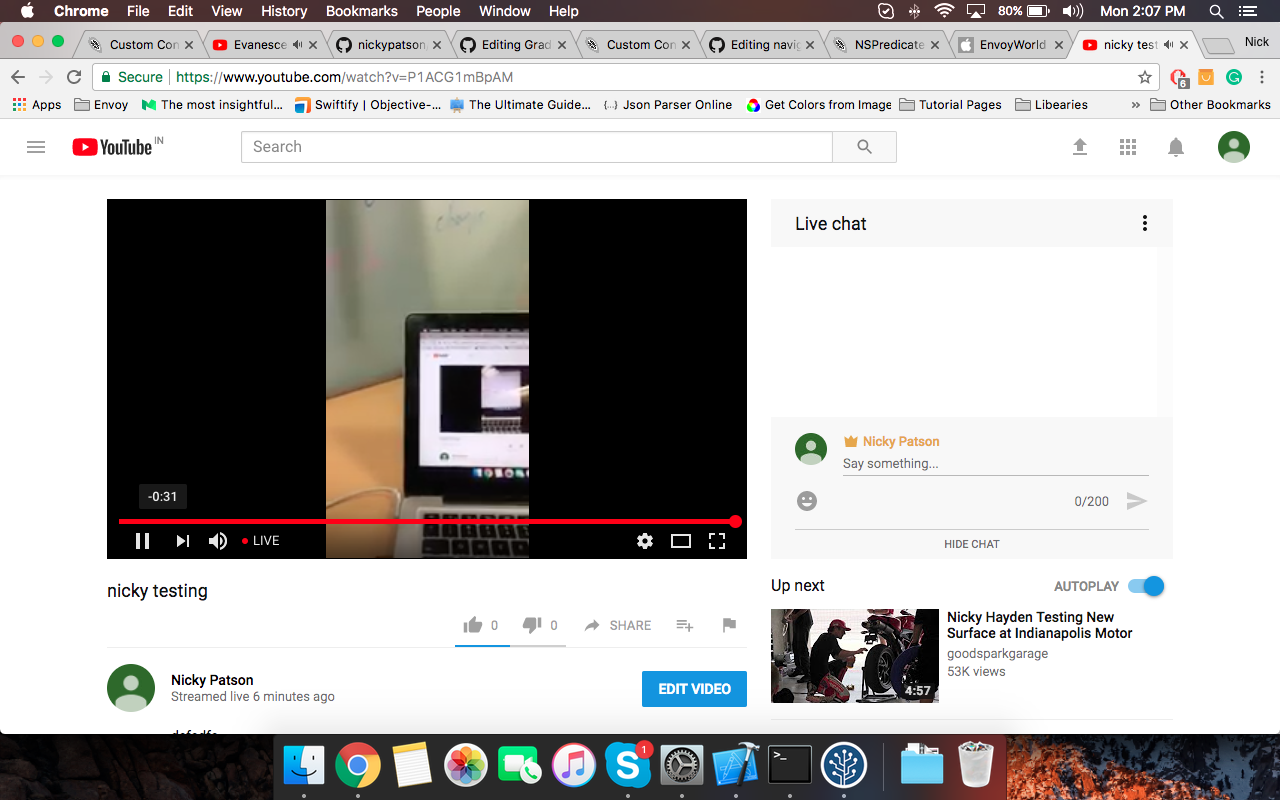 Chrome File Edit View History Bookmarks People Window Help 80% Mon 2:07 PM
Custom Con Evanesce nickypatson, Editing Grad Custom Con Editing navig NSPredicate EnvoyWorld nicky test Nick
Secure https://www.youtube.com/watch?v=P1ACG1mBpAM 6
Apps Envoy The most insightful... Swiftify | Objective-... The Ultimate Guide... Json Parser Online Get Colors from Image Tutorial Pages Libearies » Other Bookmarks
YouTube IN Search
Live chat
-0:31
LIVE
Nicky Patson
Say something...
0/200
HIDE CHAT
nicky testing
0 0 SHARE
Nicky Patson
Streamed live 6 minutes ago
EDIT VIDEO
Up next AUTOPLAY
4:57
Nicky Hayden Testing New
Surface at Indianapolis Motor
goodsparkgarage
53K views
1